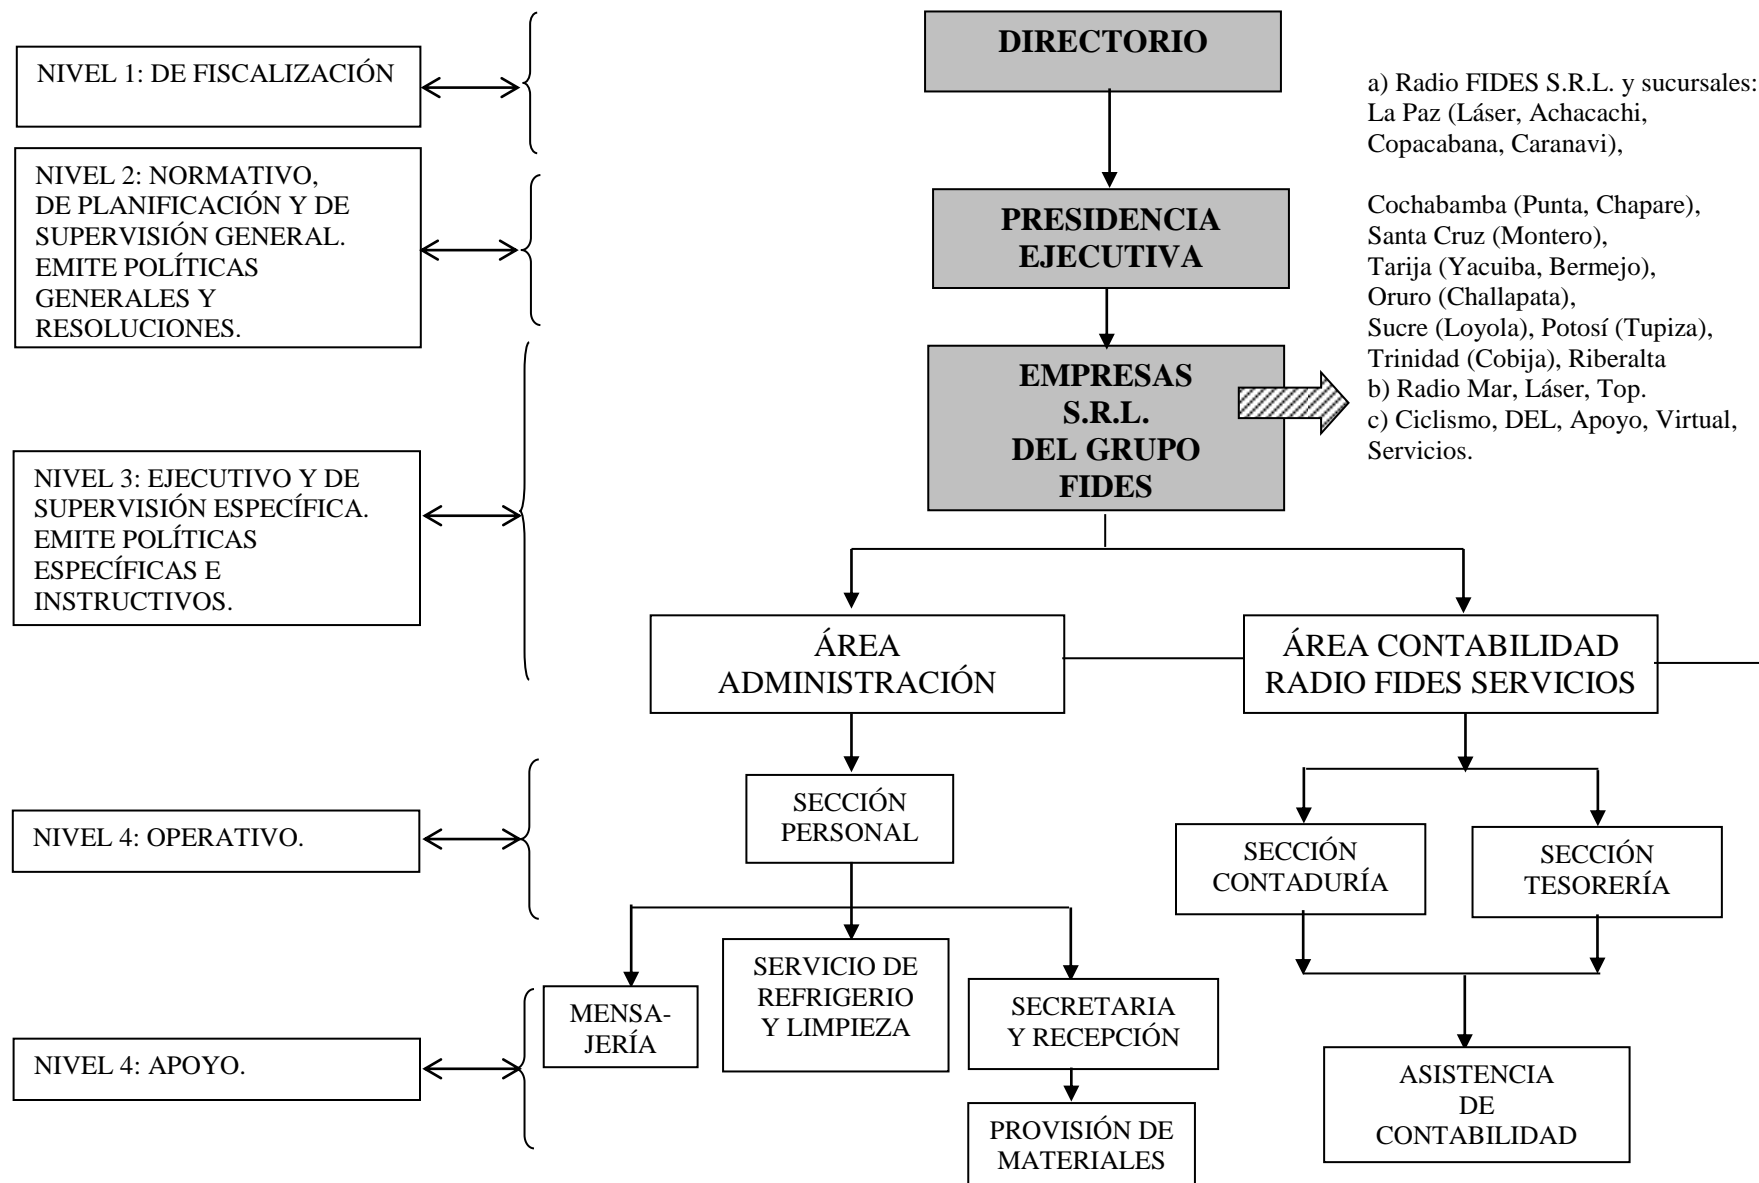 NIVEL 1: DE FISCALIZACIÓN
NIVEL 2: NORMATIVO,
DE PLANIFICACIÓN Y DE
SUPERVISIÓN GENERAL.
EMITE POLÍTICAS
GENERALES Y
RESOLUCIONES.
NIVEL 3: EJECUTIVO Y DE
SUPERVISIÓN ESPECÍFICA.
EMITE POLÍTICAS
ESPECÍFICAS E
INSTRUCTIVOS.
NIVEL 4: OPERATIVO.
NIVEL 4: APOYO.
DIRECTORIO
PRESIDENCIA
EJECUTIVA
EMPRESAS
S.R.L.
DEL GRUPO
FIDES
a) Radio FIDES S.R.L. y sucursales:
La Paz (Láser, Achacachi,
Copacabana, Caranavi),
Cochabamba (Punta, Chapare),
Santa Cruz (Montero),
Tarija (Yacuiba, Bermejo),
Oruro (Challapata),
Sucre (Loyola), Potosí (Tupiza),
Trinidad (Cobija), Riberalta
b) Radio Mar, Láser, Top.
c) Ciclismo, DEL, Apoyo, Virtual,
Servicios.
ÁREA
ADMINISTRACIÓN
ÁREA CONTABILIDAD
RADIO FIDES SERVICIOS
SECCIÓN
PERSONAL
SECCIÓN
CONTADURÍA
SECCIÓN
TESORERÍA
MENSA-
JERÍA
SERVICIO DE
REFRIGERIO
Y LIMPIEZA
SECRETARIA
Y RECEPCIÓN
PROVISIÓN DE
MATERIALES
ASISTENCIA
DE
CONTABILIDAD